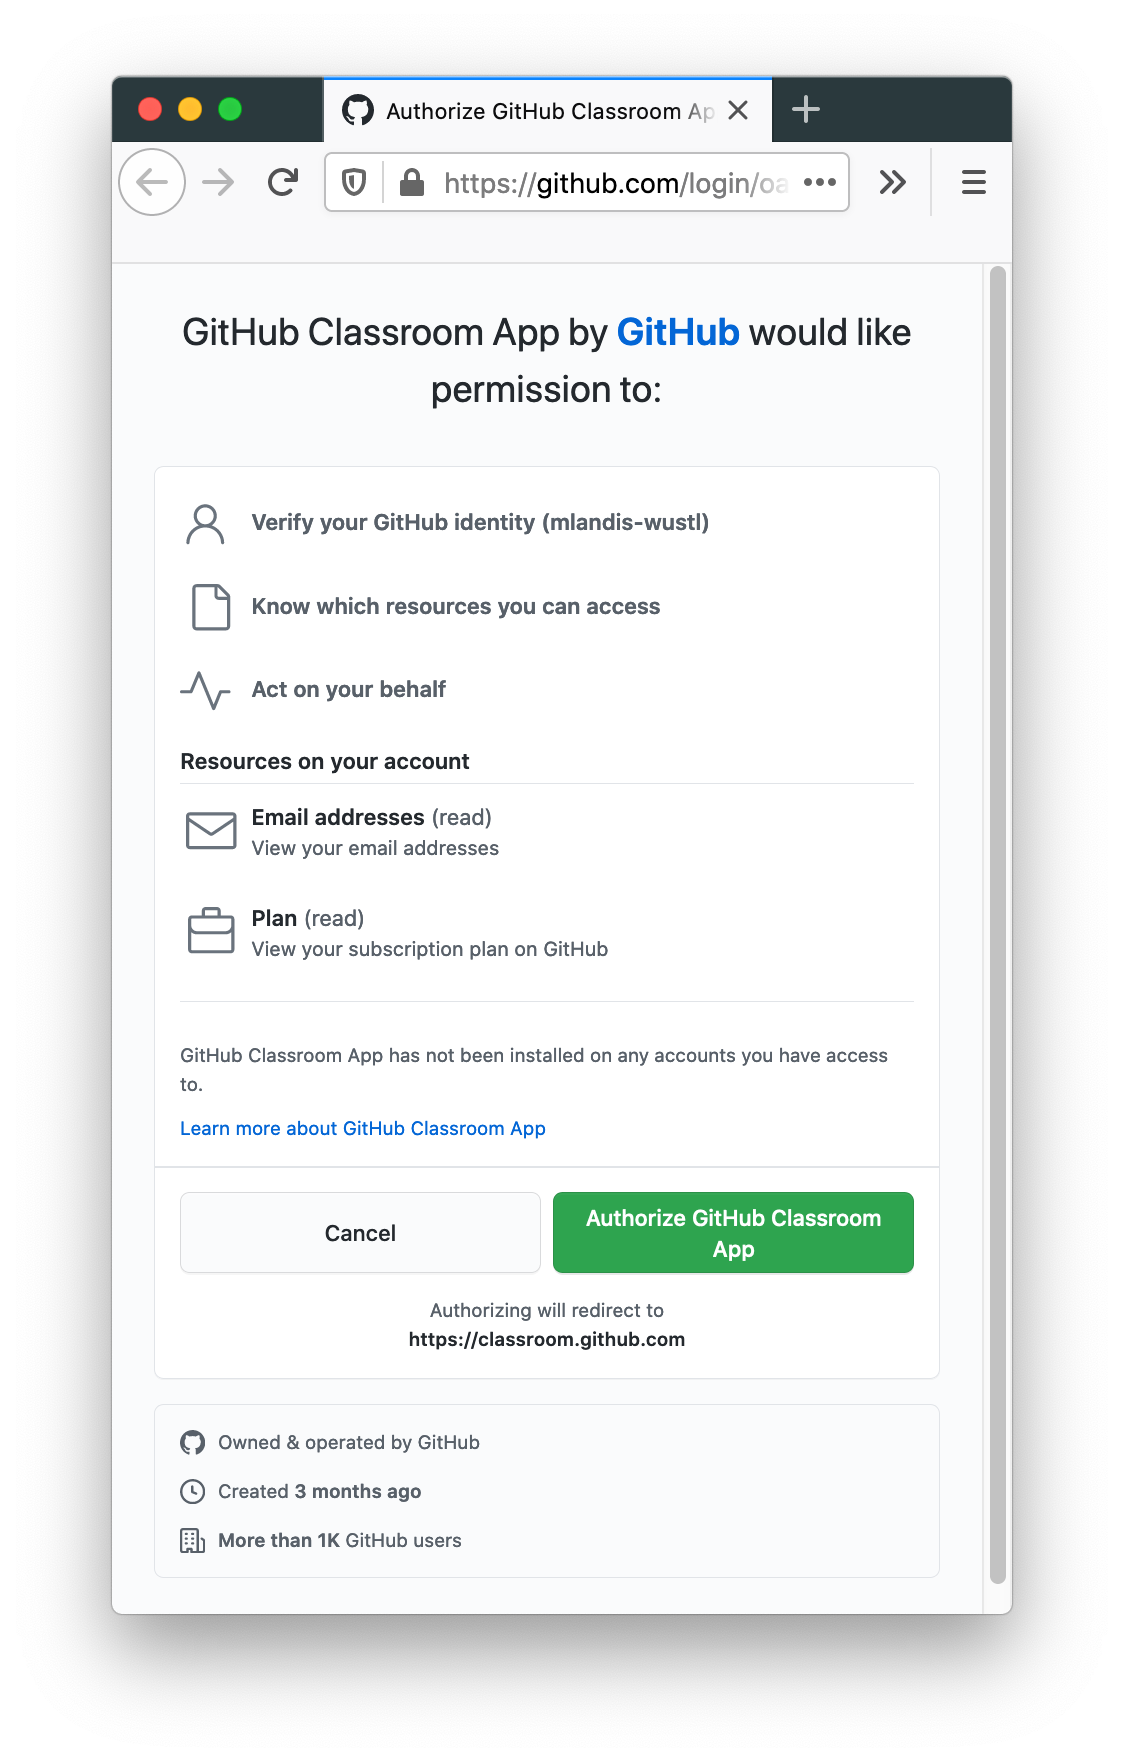 Authorize GitHub Classroom Ap
https://github.com/login/oa
GitHub Classroom App by GitHub would like
permission to:
Verify your GitHub identity (mlandis-wustl)
Know which resources you can access
Act on your behalf
Resources on your account
Email addresses (read)
View your email addresses
Plan (read)
View your subscription plan on GitHub
GitHub Classroom App has not been installed on any accounts you have access
to.
Learn more about GitHub Classroom App
Cancel
Authorize GitHub Classroom
App
Authorizing will redirect to
https://classroom.github.com
Owned & operated by GitHub
Created 3 months ago
More than 1K GitHub users